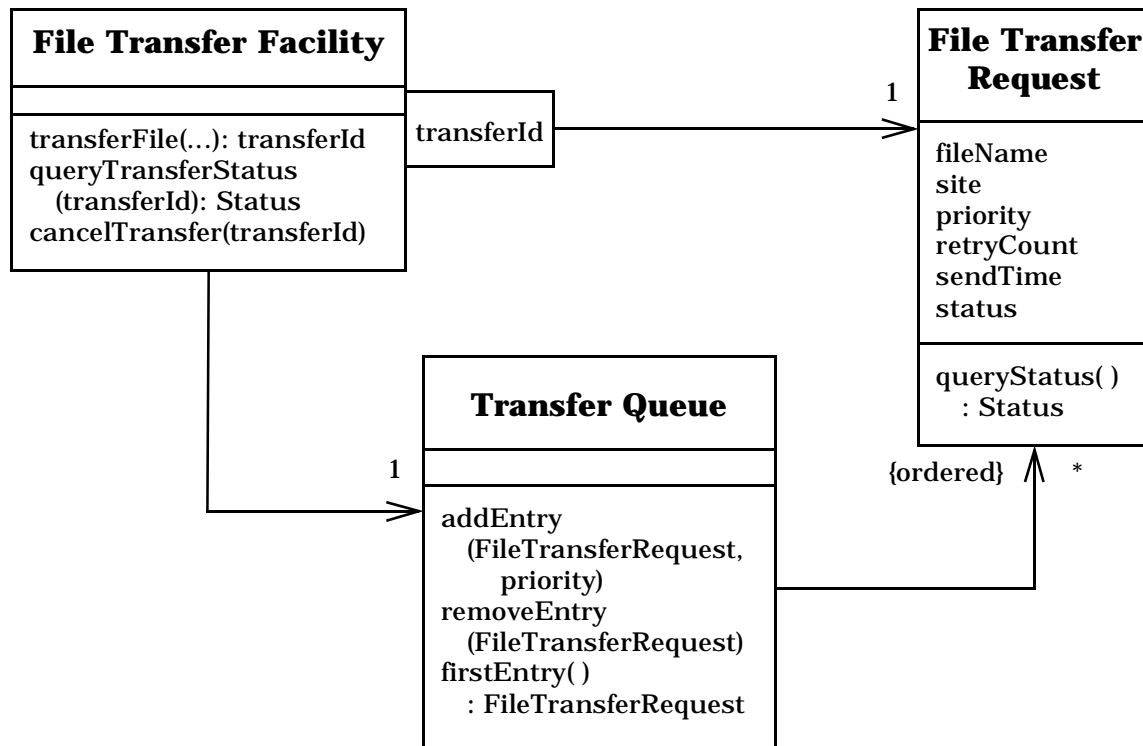 File Transfer Facility
transferFile(...): transferId
queryTransferStatus
(transferId): Status
cancelTransfer(transferId)
transferId
1
File Transfer
Request
fileName
site
priority
retryCount
sendTime
status
queryStatus( )
: Status
{ordered}
*
1
Transfer Queue
addEntry
(FileTransferRequest,
priority)
removeEntry
(FileTransferRequest)
firstEntry( )
: FileTransferRequest